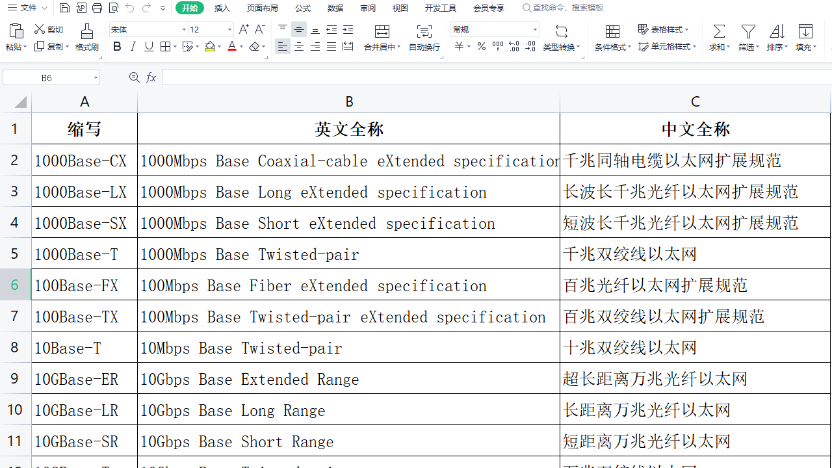 文件 开始 插入 页面布局 公式 数据 审阅 视图 开发工具 会员专享 查找命令、搜索模板
剪切 宋体 12 A⁺ A⁻ 常规 表格样式
粘贴 复制 格式刷 B I U A 合并居中 自动换行 ¥ % 类型转换 条件格式 单元格样式 求和 筛选 排序 填充
B6 fx
A B C
1 缩写 英文全称 中文全称
2 1000Base-CX 1000Mbps Base Coaxial-cable eXtended specification 千兆同轴电缆以太网扩展规范
3 1000Base-LX 1000Mbps Base Long eXtended specification 长波长千兆光纤以太网扩展规范
4 1000Base-SX 1000Mbps Base Short eXtended specification 短波长千兆光纤以太网扩展规范
5 1000Base-T 1000Mbps Base Twisted-pair 千兆双绞线以太网
6 100Base-FX 100Mbps Base Fiber eXtended specification 百兆光纤以太网扩展规范
7 100Base-TX 100Mbps Base Twisted-pair eXtended specification 百兆双绞线以太网扩展规范
8 10Base-T 10Mbps Base Twisted-pair 十兆双绞线以太网
9 10GBase-ER 10Gbps Base Extended Range 超长距离万兆光纤以太网
10 10GBase-LR 10Gbps Base Long Range 长距离万兆光纤以太网
11 10GBase-SR 10Gbps Base Short Range 短距离万兆光纤以太网